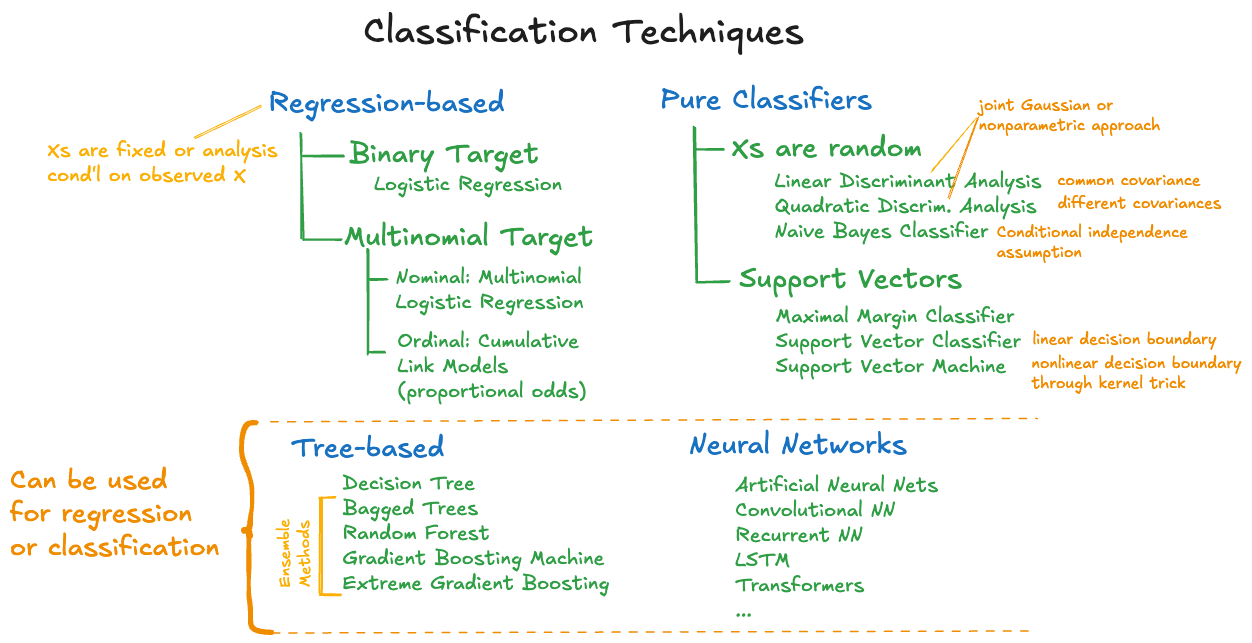 Classification Techniques
Regression-based
Xs are fixed or analysis
cond'l on observed X
Binary Target
Logistic Regression
Multinomial Target
Nominal: Multinomial
Logistic Regression
Ordinal: Cumulative
Link Models
(proportional odds)
Pure Classifiers
joint Gaussian or
nonparametric approach
Xs are random
Linear Discriminant Analysis common covariance
Quadratic Discrim. Analysis different covariances
Naive Bayes Classifier Conditional independence
assumption
Support Vectors
Maximal Margin Classifier
Support Vector Classifier linear decision boundary
Support Vector Machine nonlinear decision boundary
through kernel trick
Can be used
for regression
or classification
Tree-based
Decision Tree
Ensemble
Methods
Bagged Trees
Random Forest
Gradient Boosting Machine
Extreme Gradient Boosting
Neural Networks
Artificial Neural Nets
Convolutional NN
Recurrent NN
LSTM
Transformers
...